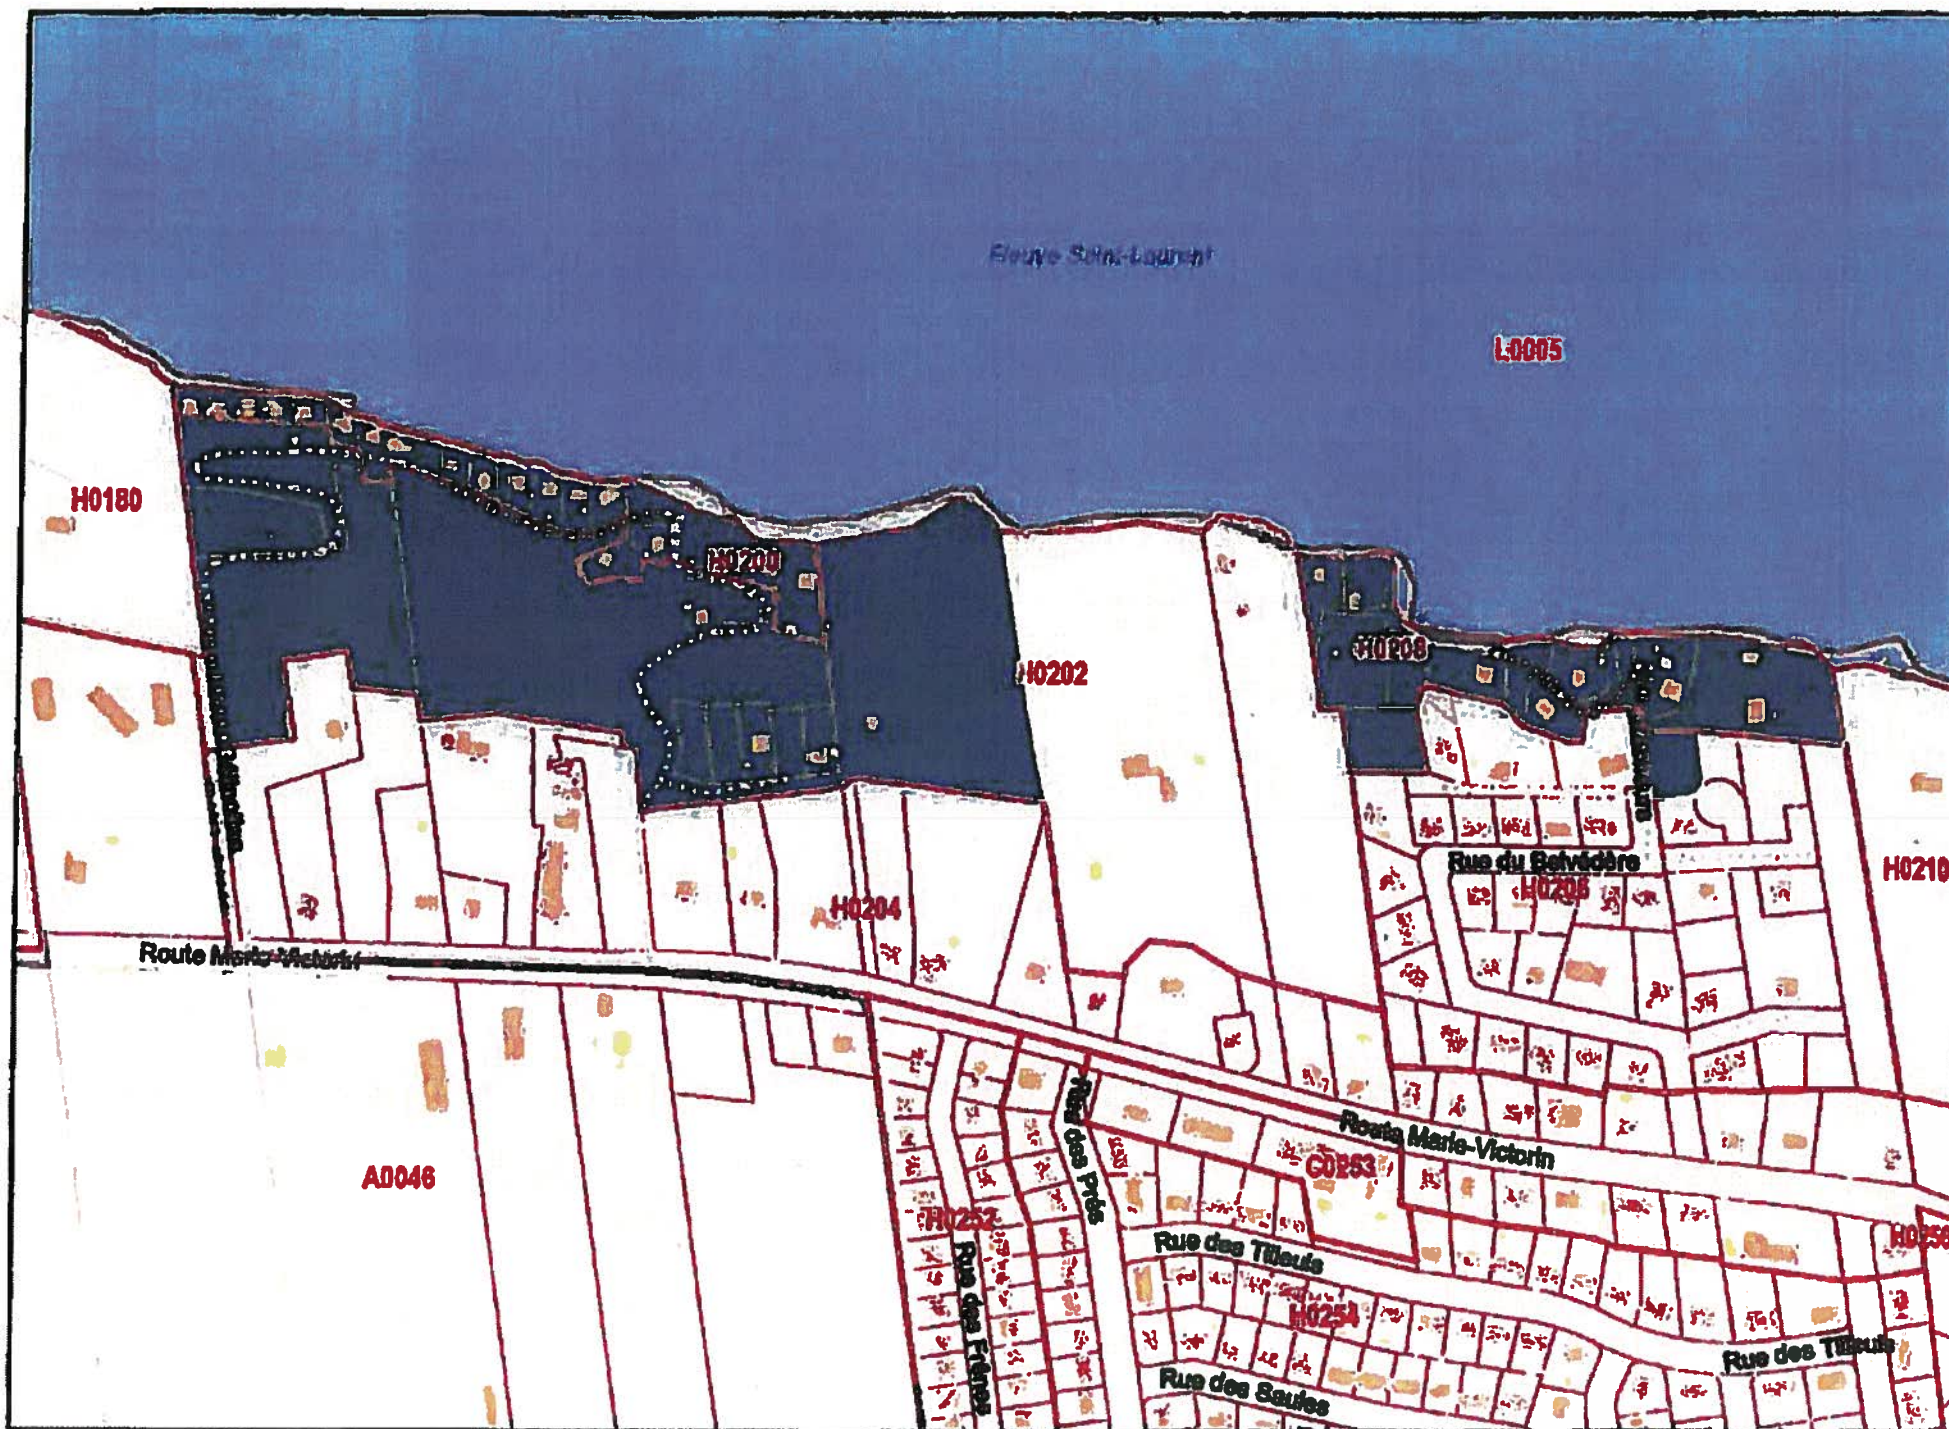 Fleuve Saint-Laurent
L0005
H0180
H0200
H0208
H0202
Rue du Belvédère
H0206
H0210
H0204
Route Marie-Victorin
Route Marie-Victorin
Rue des Prés
C0253
A0046
H0252
H0256
Rue des Tilleuls
Rue des Frênes
H0254
Rue des Tilleuls
Rue des Saules